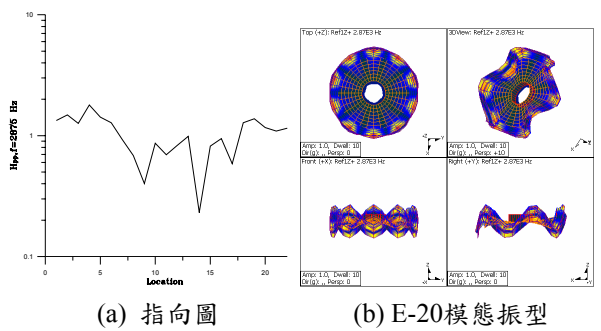 10
1
0.1
Hpp,f=2875 Hz
0 5 10 15 20
Location
Top (+Z): Ref1Z+ 2.87E3 Hz
Amp: 1.0, Dwell: 10
Dir(g): ,, Persp: 0
-Z
Y
X
3DView: Ref1Z+ 2.87E3 Hz
Amp: 1.0, Dwell: 10
Dir(g): ,, Persp: +10
Front (+X): Ref1Z+ 2.87E3 Hz
Amp: 1.0, Dwell: 10
Dir(g): ,, Persp: 0
Z
-X
Y
Right (+Y): Ref1Z+ 2.87E3 Hz
Amp: 1.0, Dwell: 10
Dir(g): ,, Persp: 0
Z
X
Y
(a) 指向圖
(b) E-20模態振型